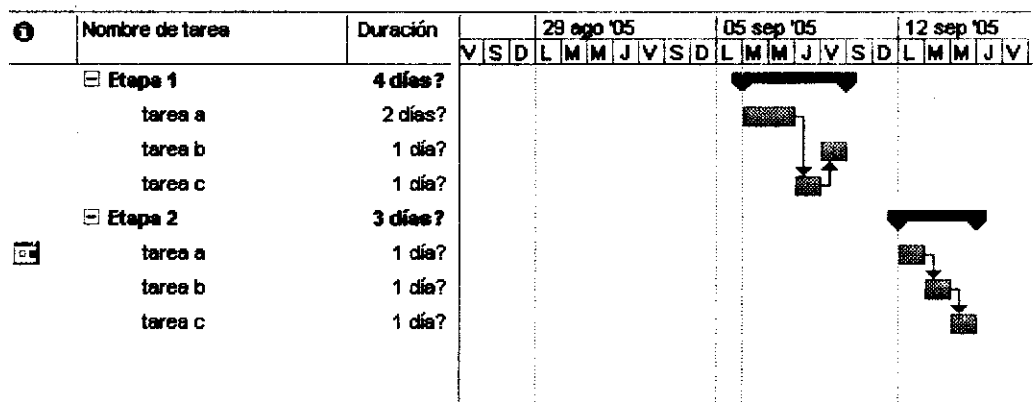 Nombre de tarea Duración 29 ago '05 05 sep '05 12 sep '05
V S D L M M J V S D L M M J V S D L M M J V
Etapa 1 4 días?
tarea a 2 días?
tarea b 1 día?
tarea c 1 día?
Etapa 2 3 días?
tarea a 1 día?
tarea b 1 día?
tarea c 1 día?